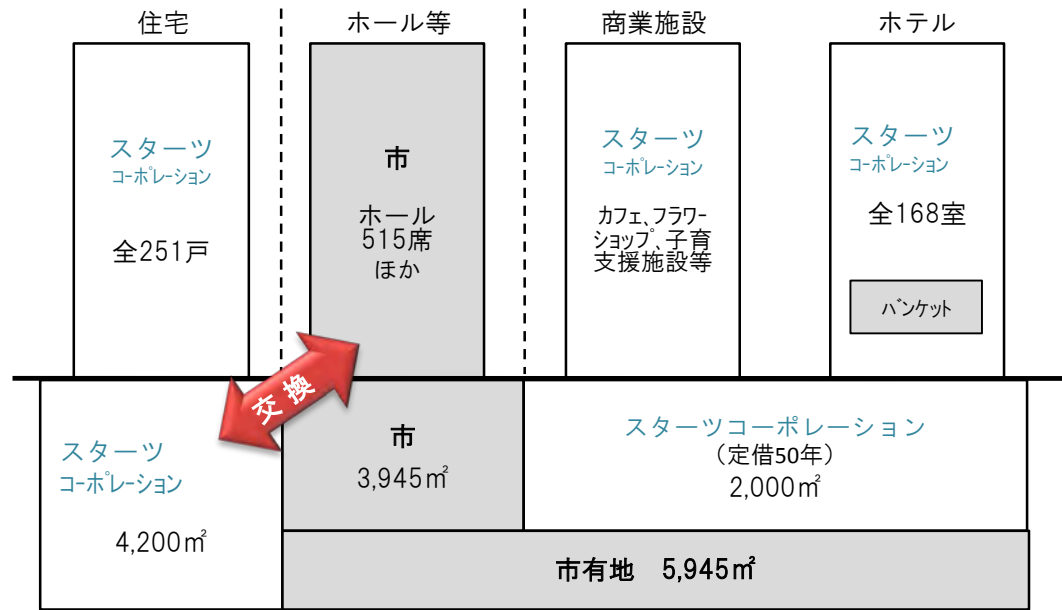 住宅
ホール等
商業施設
ホテル
スターツ
コーポレーション
全251戸
市
ホール
515席
ほか
スターツ
コーポレーション
カフェ、フラワー
ショップ、子育
支援施設等
スターツ
コーポレーション
全168室
バンケット
交換
スターツ
コーポレーション
4,200㎡
市
3,945㎡
スターツコーポレーション
（定借50年）
2,000㎡
市有地　5,945㎡